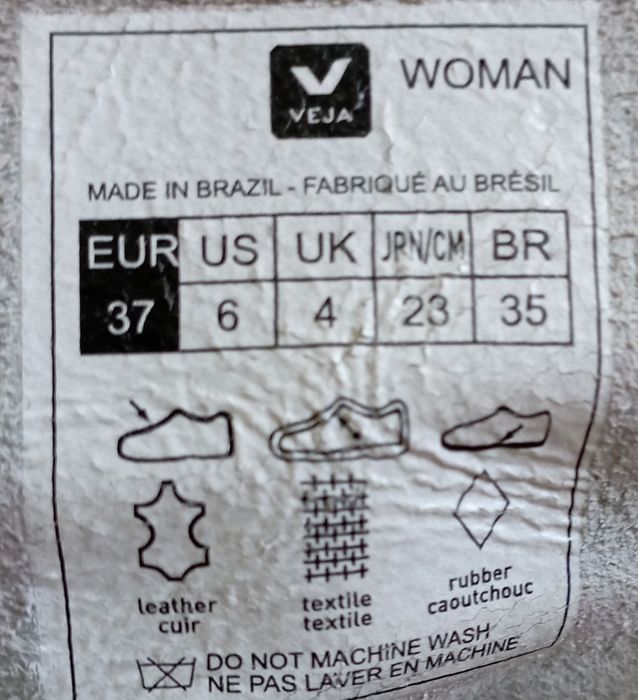 VEJA
WOMAN
MADE IN BRAZIL - FABRIQUÉ AU BRÉSIL
EUR US UK JPN/CM BR
37 6 4 23 35
leather textile rubber
cuir textile caoutchouc
DO NOT MACHINE WASH
NE PAS LAVER EN MACHINE